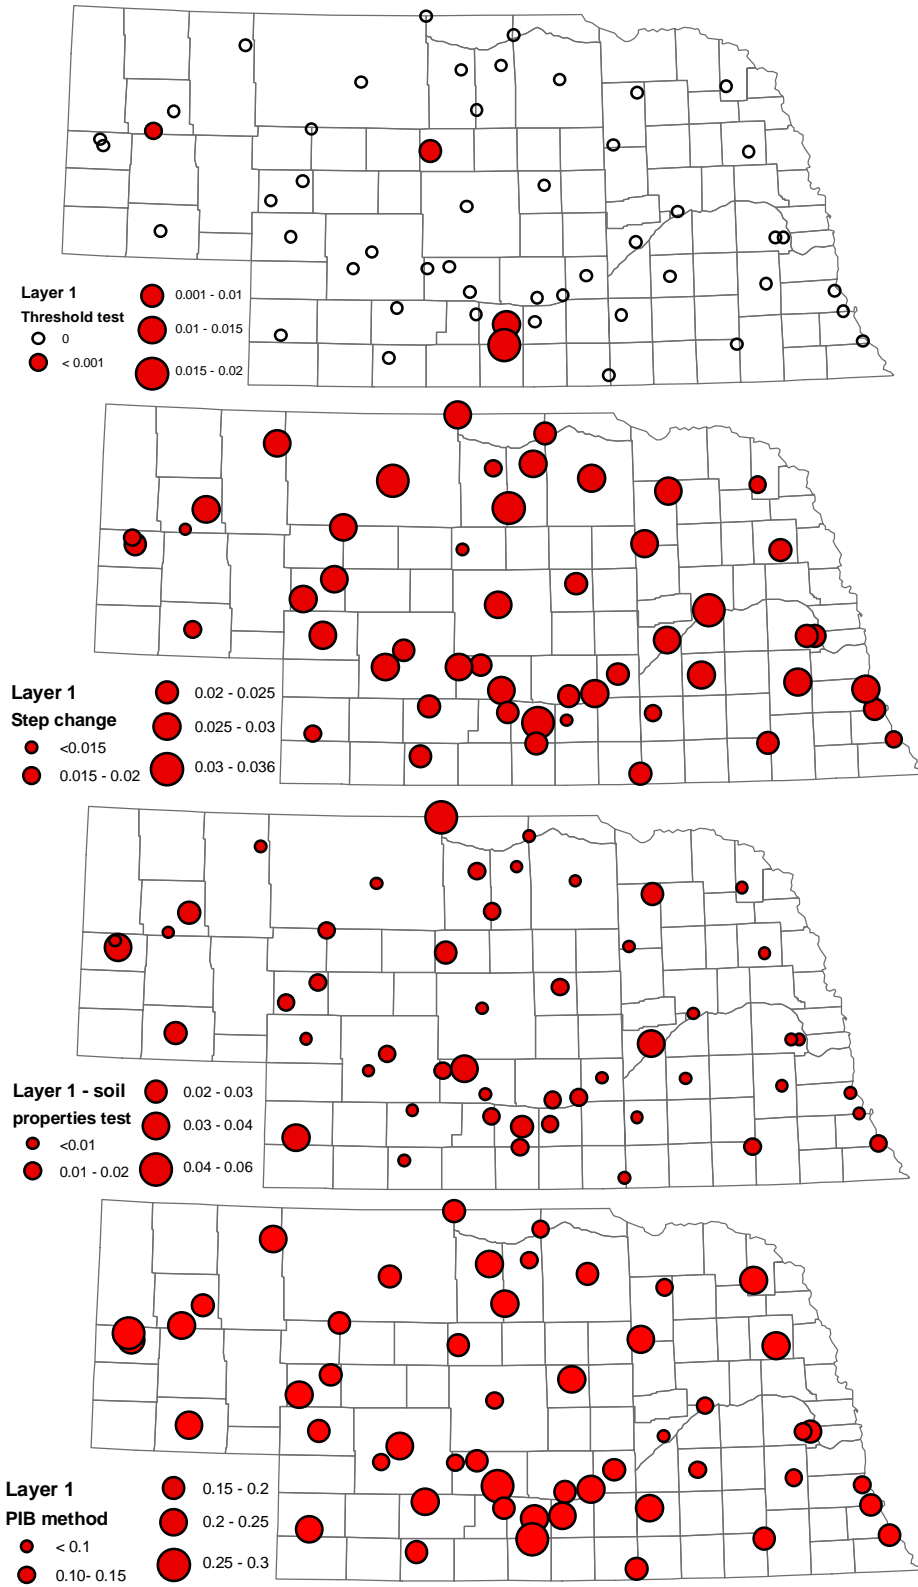 Layer 1
Threshold test
0
< 0.001
0.001 - 0.01
0.01 - 0.015
0.015 - 0.02
Layer 1
Step change
<0.015
0.015 - 0.02
0.02 - 0.025
0.025 - 0.03
0.03 - 0.036
Layer 1 - soil
properties test
<0.01
0.01 - 0.02
0.02 - 0.03
0.03 - 0.04
0.04 - 0.06
Layer 1
PIB method
< 0.1
0.10- 0.15
0.15 - 0.2
0.2 - 0.25
0.25 - 0.3